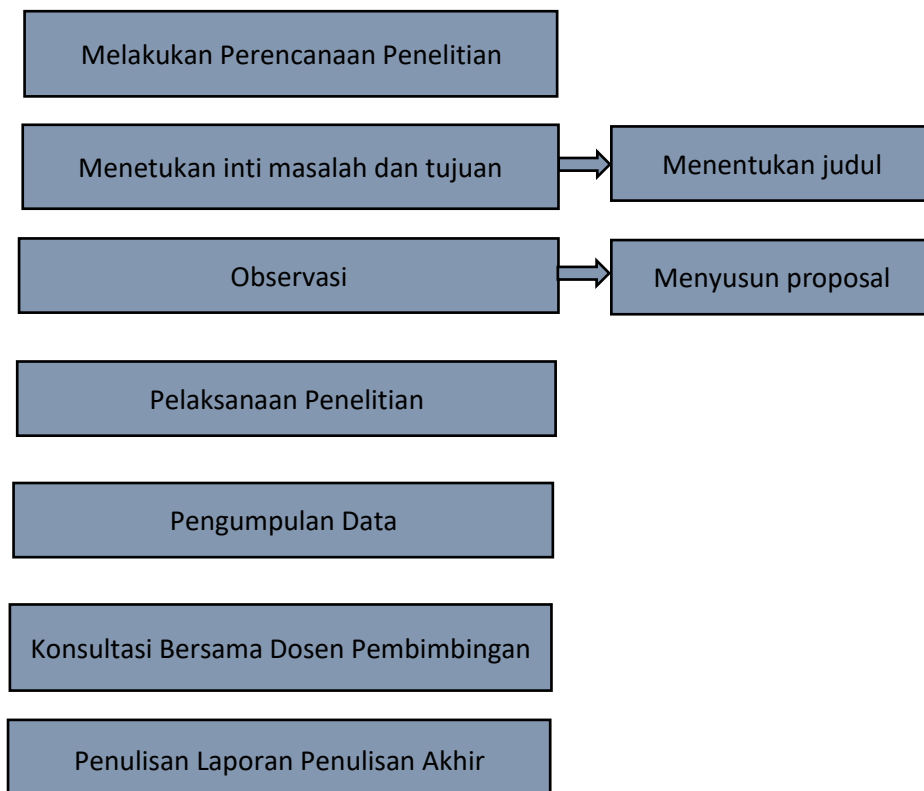 Melakukan Perencanaan Penelitian
Menetukan inti masalah dan tujuan
Menentukan judul
Observasi
Menyusun proposal
Pelaksanaan Penelitian
Pengumpulan Data
Konsultasi Bersama Dosen Pembimbingan
Penulisan Laporan Penulisan Akhir